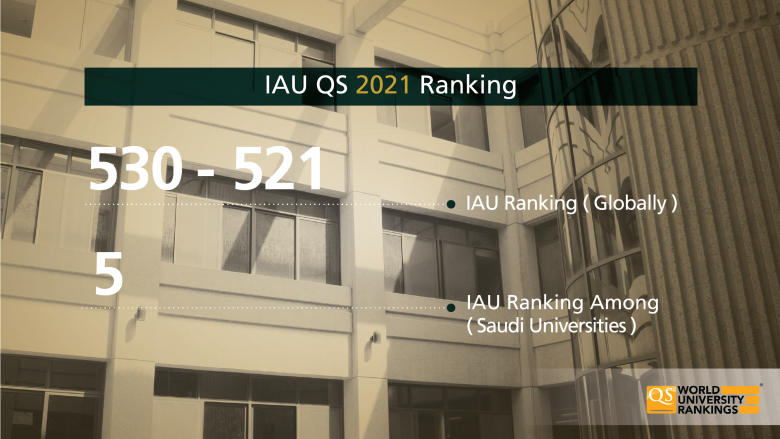 IAU QS 2021 Ranking
530 - 521
IAU Ranking ( Globally )
5
IAU Ranking Among
( Saudi Universities )
QS
WORLD
UNIVERSITY
RANKINGS